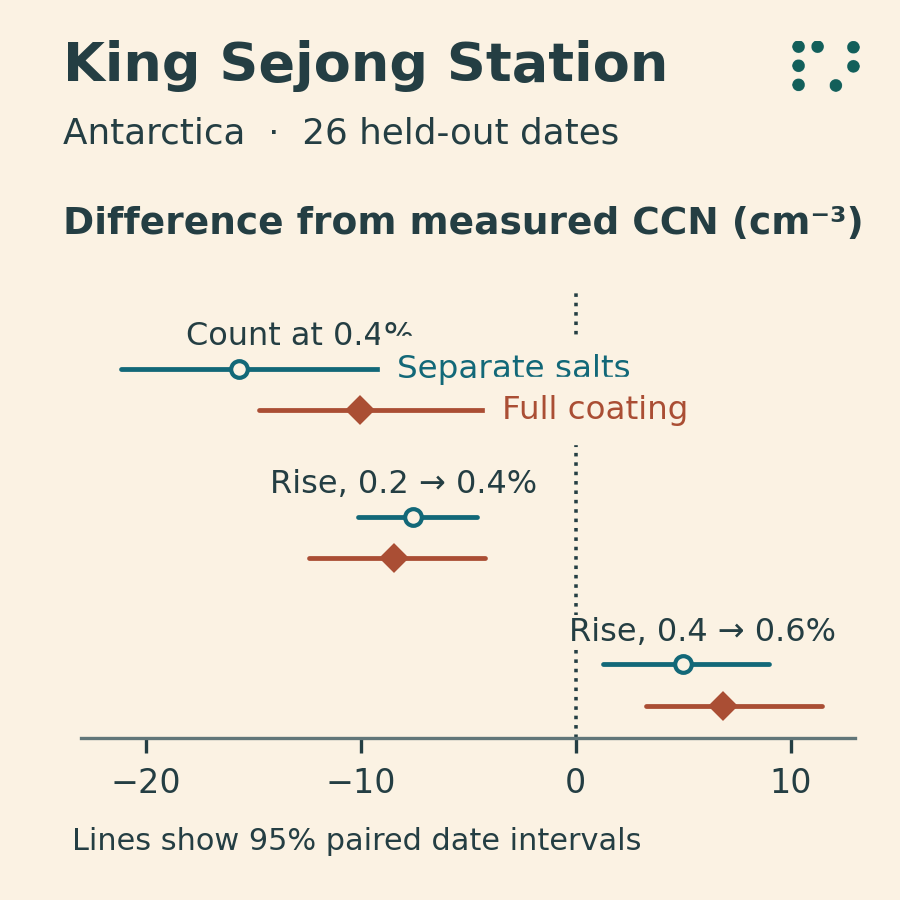 King Sejong Station
Antarctica · 26 held-out dates
Difference from measured CCN (cm⁻³)
Count at 0.4%
Separate salts
Full coating
Rise, 0.2 → 0.4%
Rise, 0.4 → 0.6%
−20 −10 0 10
Lines show 95% paired date intervals